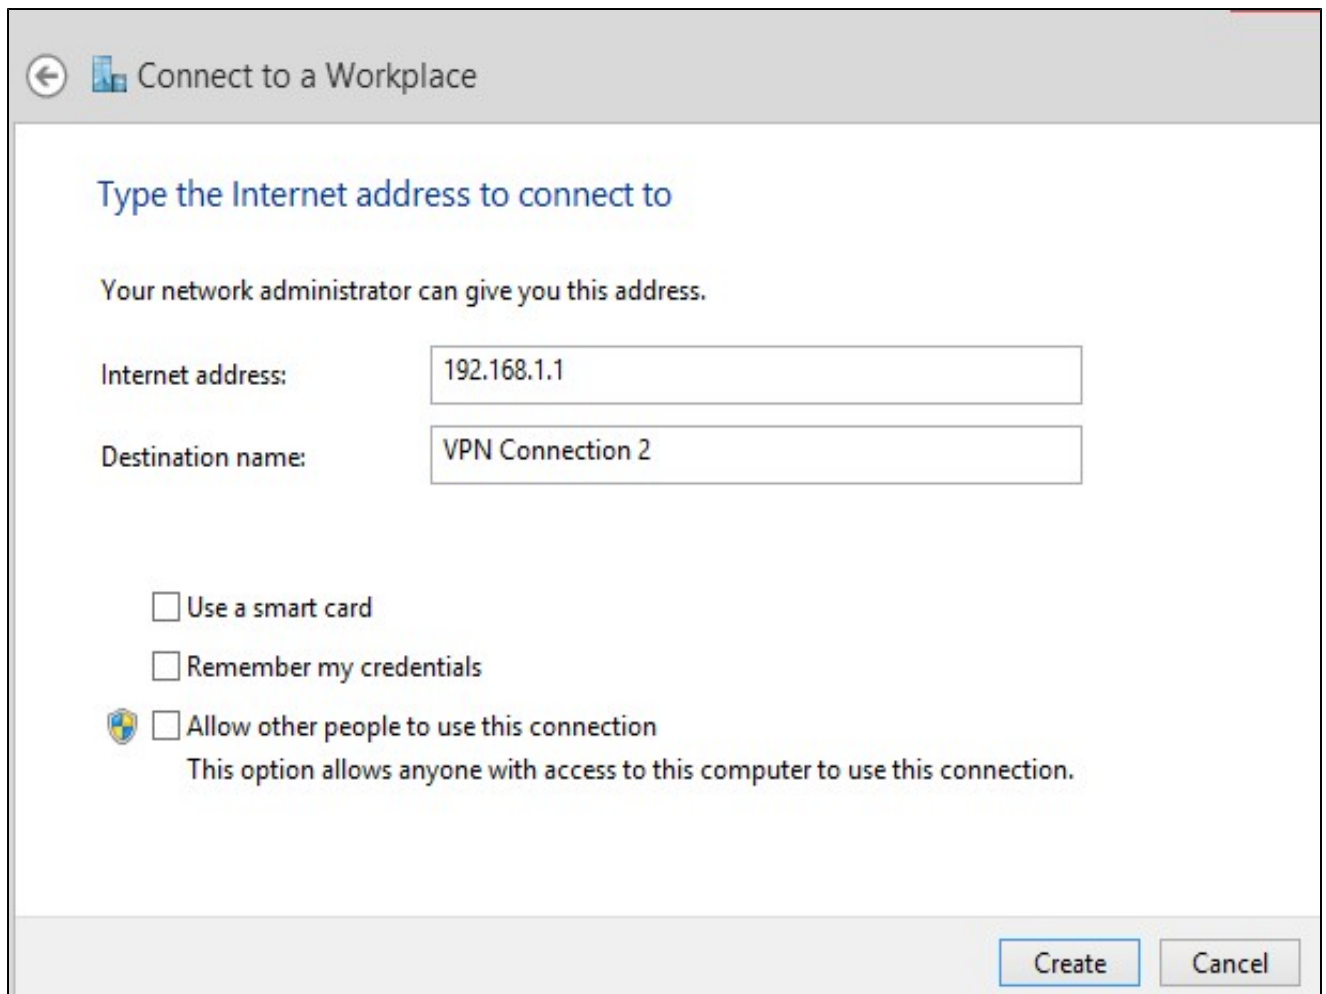 Connect to a Workplace
Type the Internet address to connect to
Your network administrator can give you this address.
Internet address: 192.168.1.1
Destination name: VPN Connection 2
Use a smart card
Remember my credentials
Allow other people to use this connection
This option allows anyone with access to this computer to use this connection.
Create Cancel